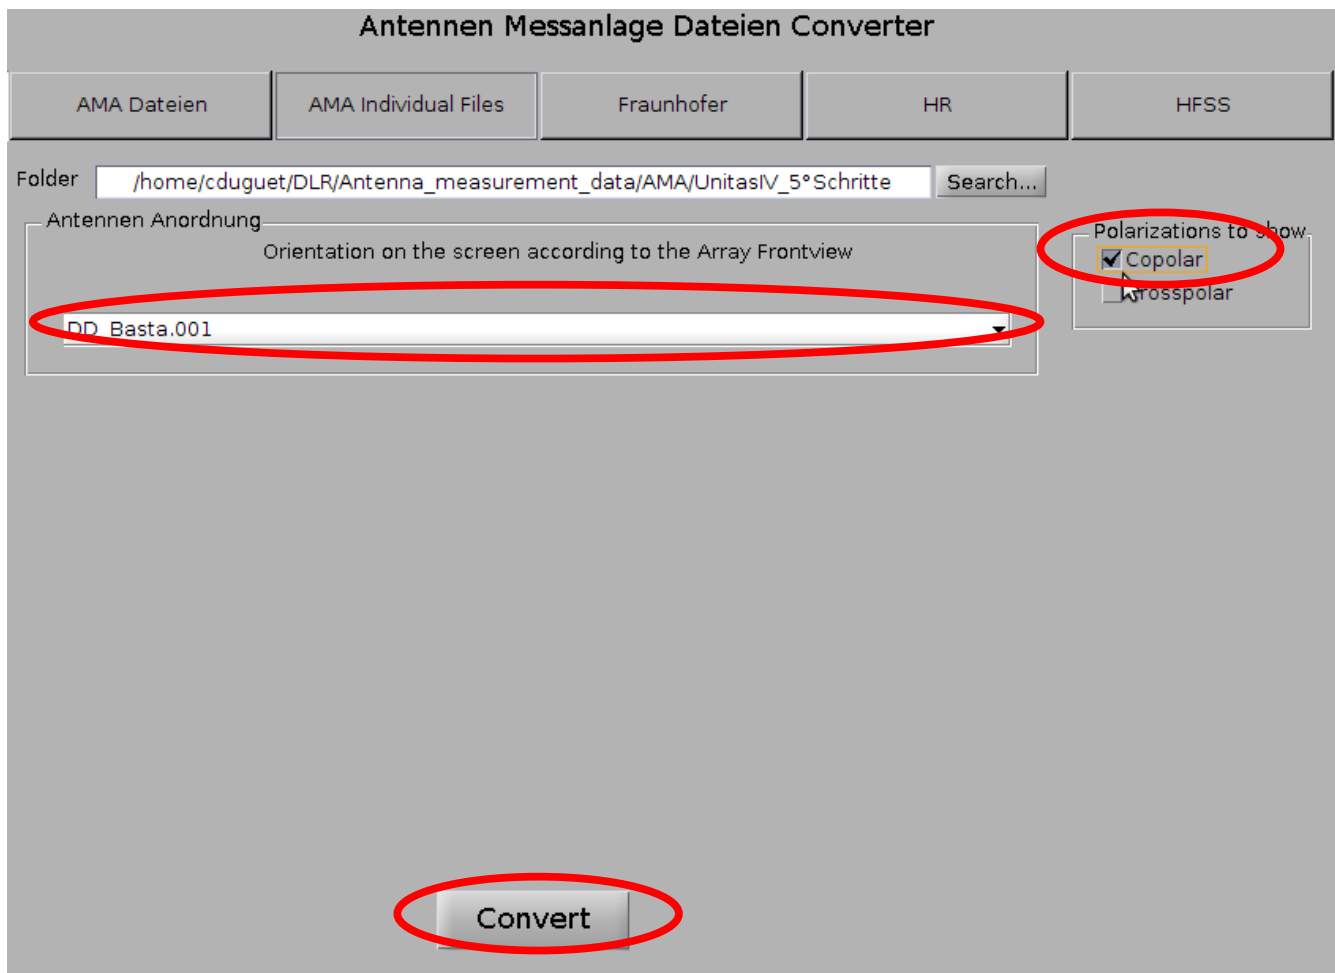 Antennen Messanlage Dateien Converter
AMA Dateien
AMA Individual Files
Fraunhofer
HR
HFSS
Folder
/home/cduguet/DLR/Antenna_measurement_data/AMA/UnitasIV_5°Schritte
Search...
Antennen Anordnung
Orientation on the screen according to the Array Frontview
DD_Basta.001
Polarizations to show
Copolar
Crosspolar
Convert